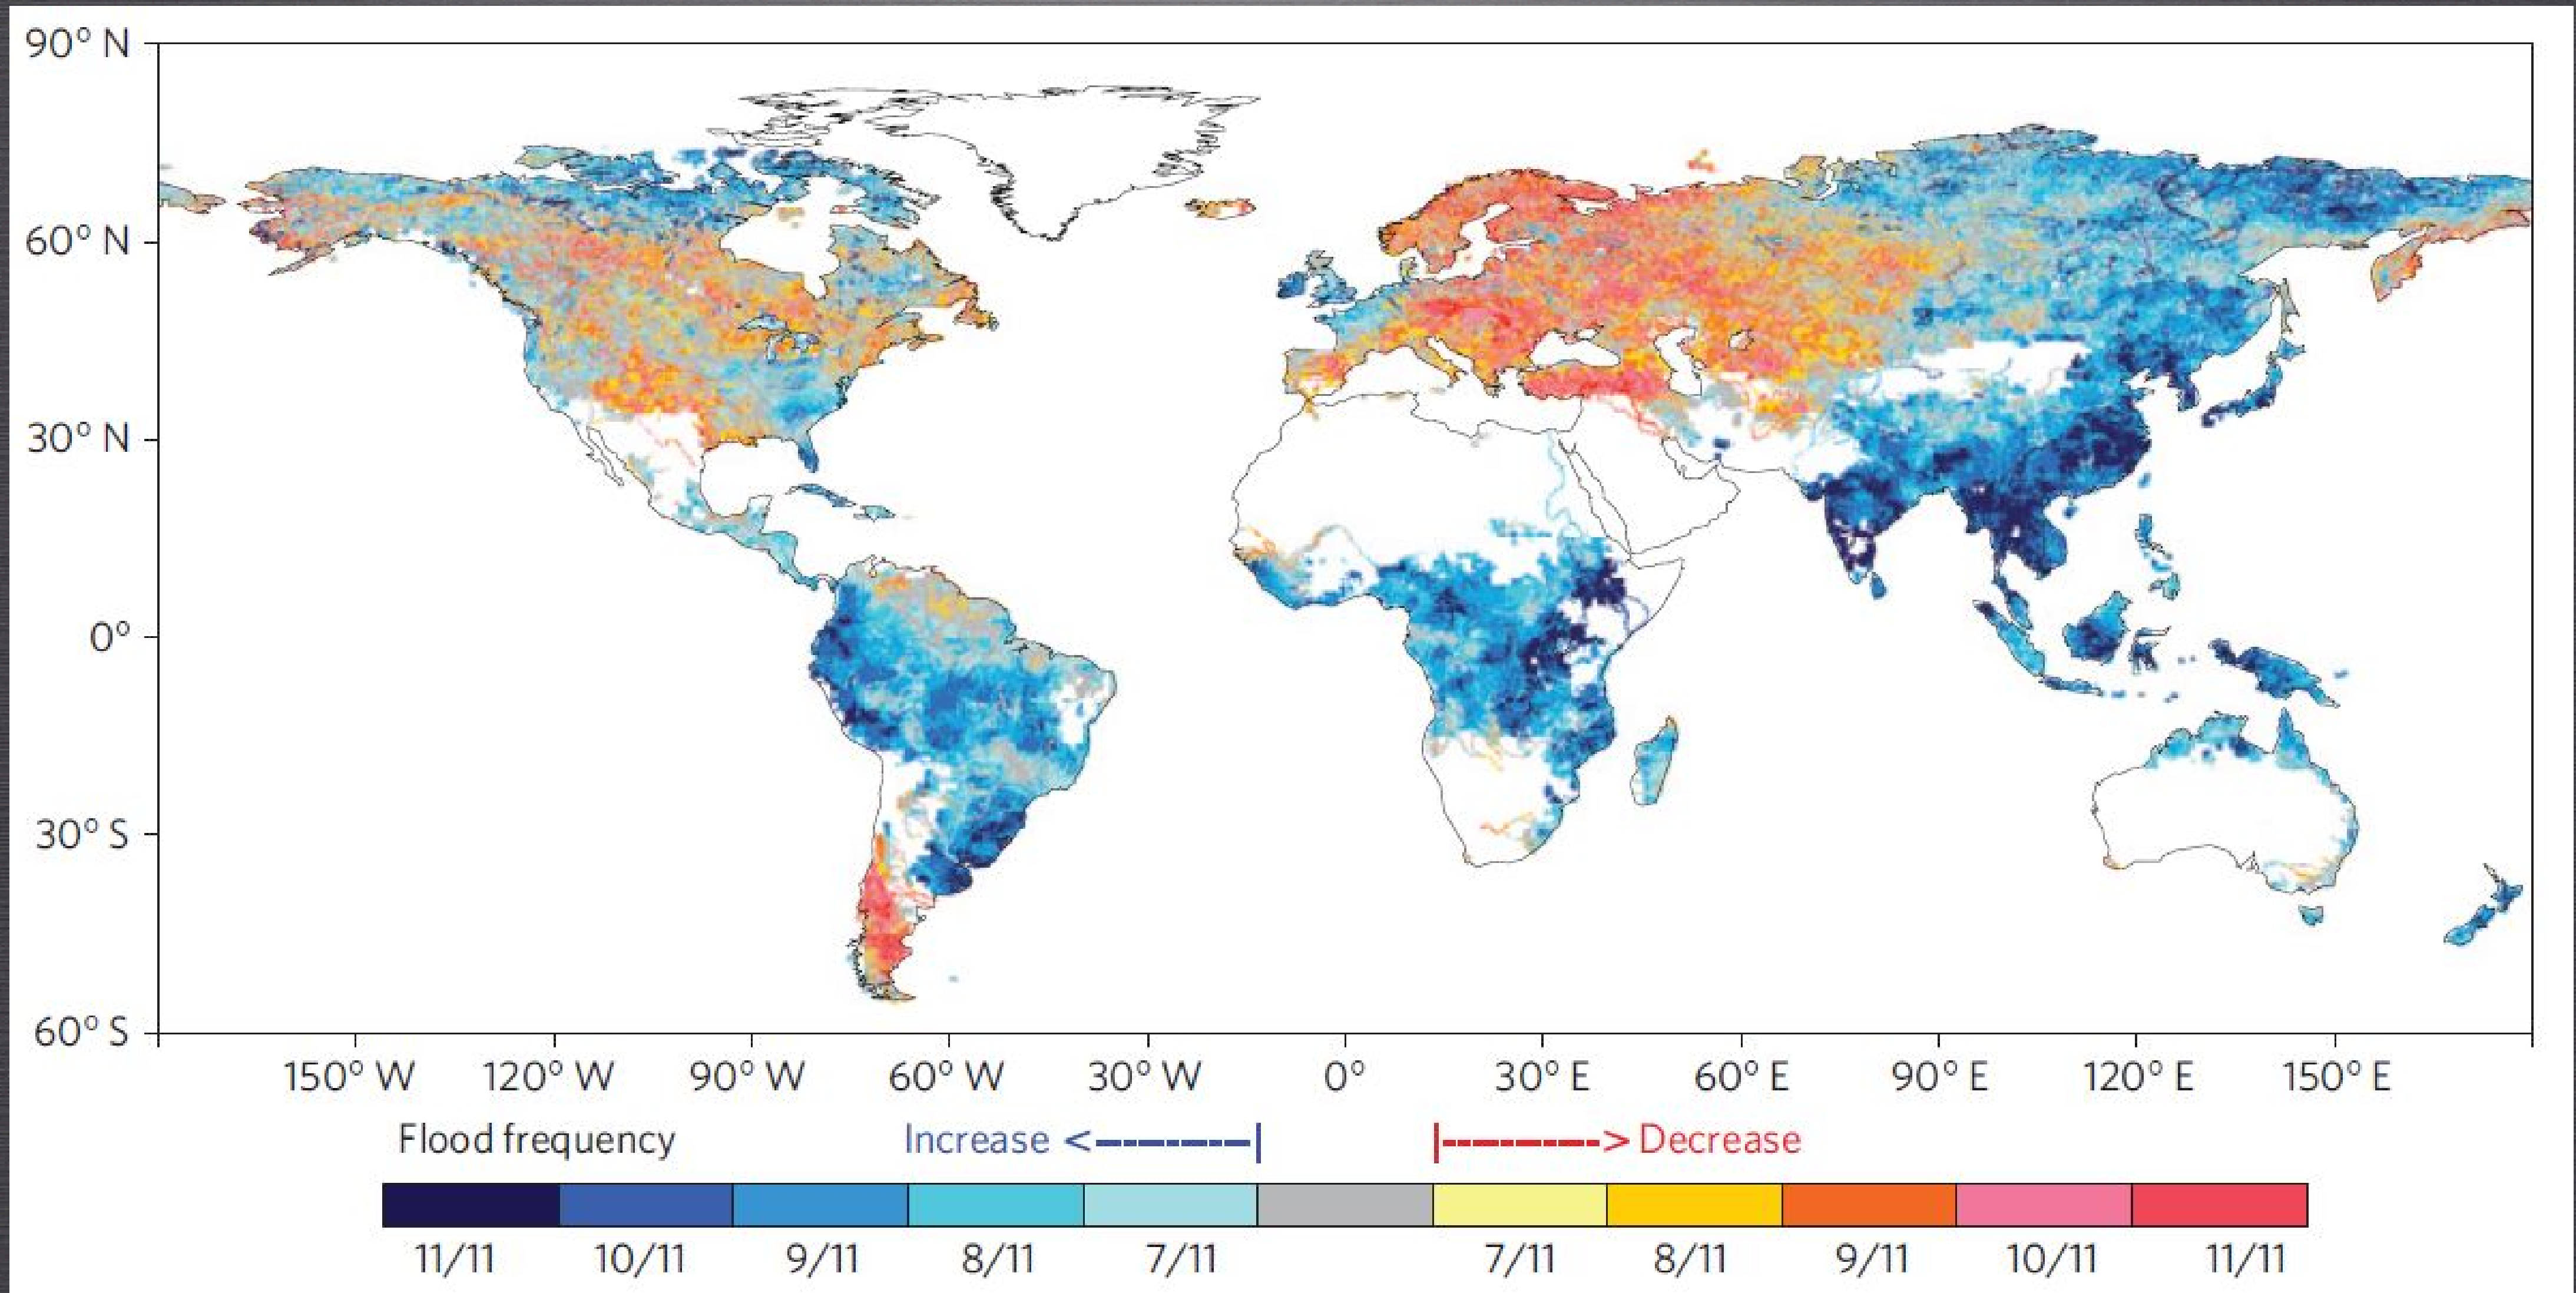 90° N
60° N
30° N
0°
30° S
60° S
150° W 120° W 90° W 60° W 30° W 0° 30° E 60° E 90° E 120° E 150° E
Flood frequency Increase <------- -------> Decrease
11/11 10/11 9/11 8/11 7/11 7/11 8/11 9/11 10/11 11/11